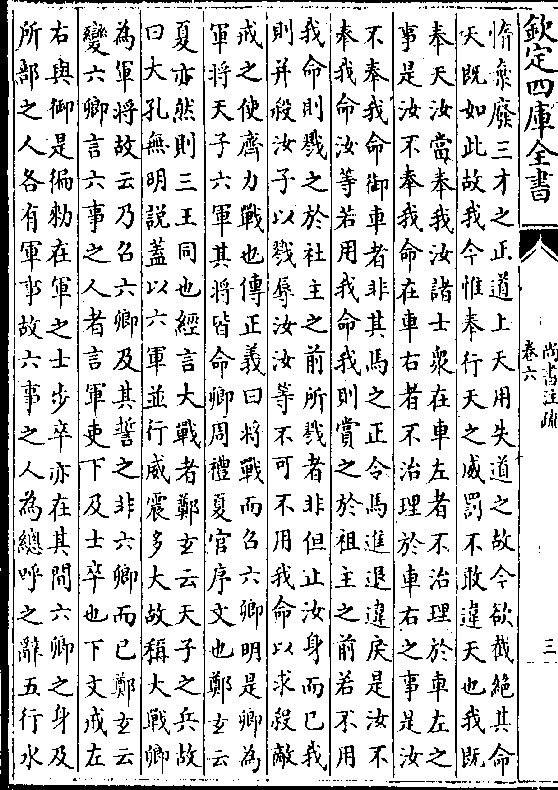 欽定四庫全書
尚書注疏
卷六
三
惰棄廢三才之正道上天用失道之故今欲截絕其命
天既如此故我今惟奉行天之威罰不敢違天也我既
奉天汝當奉我汝諸士衆在車左者不治理於車左之
事是汝不奉我命在車右者不治理於車右之事是汝
不奉我命御車者非其馬之正令馬進退違戾是汝不
奉我命汝等若用我命我則賞之於祖主之前若不用
我命則戮之於社主之前所戮者非但止汝身而已我
則并殺汝子以戮辱汝汝等不可不用我命以求殺敵
戒之使齊力戰也傳正義曰將戰而召六卿明是卿為
軍將天子六軍其將皆命卿周禮夏官序文也鄭玄云
夏亦然則三王同也經言大戰者鄭玄云天子之兵故
曰大孔無明說蓋以六軍並行威震多大故稱大戰卿
為軍將故云乃召六卿及其誓之非六卿而已鄭玄云
變六卿言六事之人者言軍吏下及士卒也下文戒左
右與御是徧勑在軍之士步卒亦在其間六卿之身及
所部之人各有軍事故六事之人為總呼之辭五行水